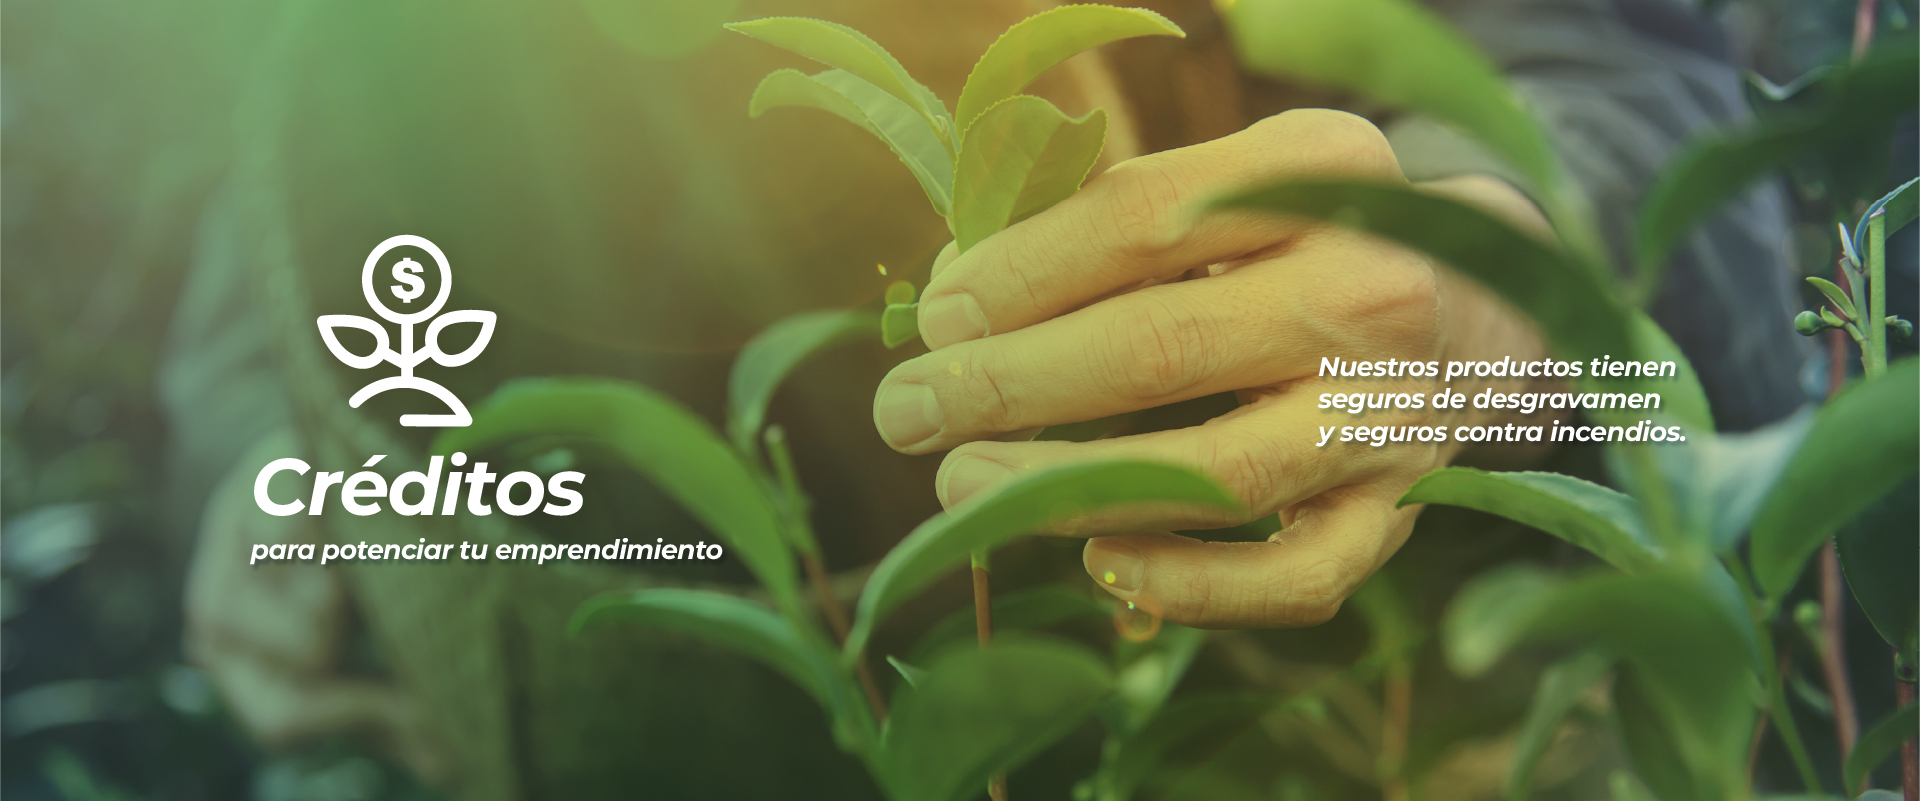 $
Créditos
para potenciar tu emprendimiento
Nuestros productos tienen
seguros de desgravamen
y seguros contra incendios.